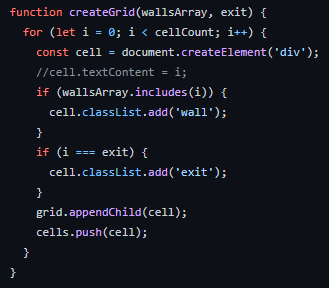 function createGrid(wallsArray, exit) {
  for (let i = 0; i < cellCount; i++) {
    const cell = document.createElement('div');
    //cell.textContent = i;
    if (wallsArray.includes(i)) {
      cell.classList.add('wall');
    }
    if (i === exit) {
      cell.classList.add('exit');
    }
    grid.appendChild(cell);
    cells.push(cell);
  }
}